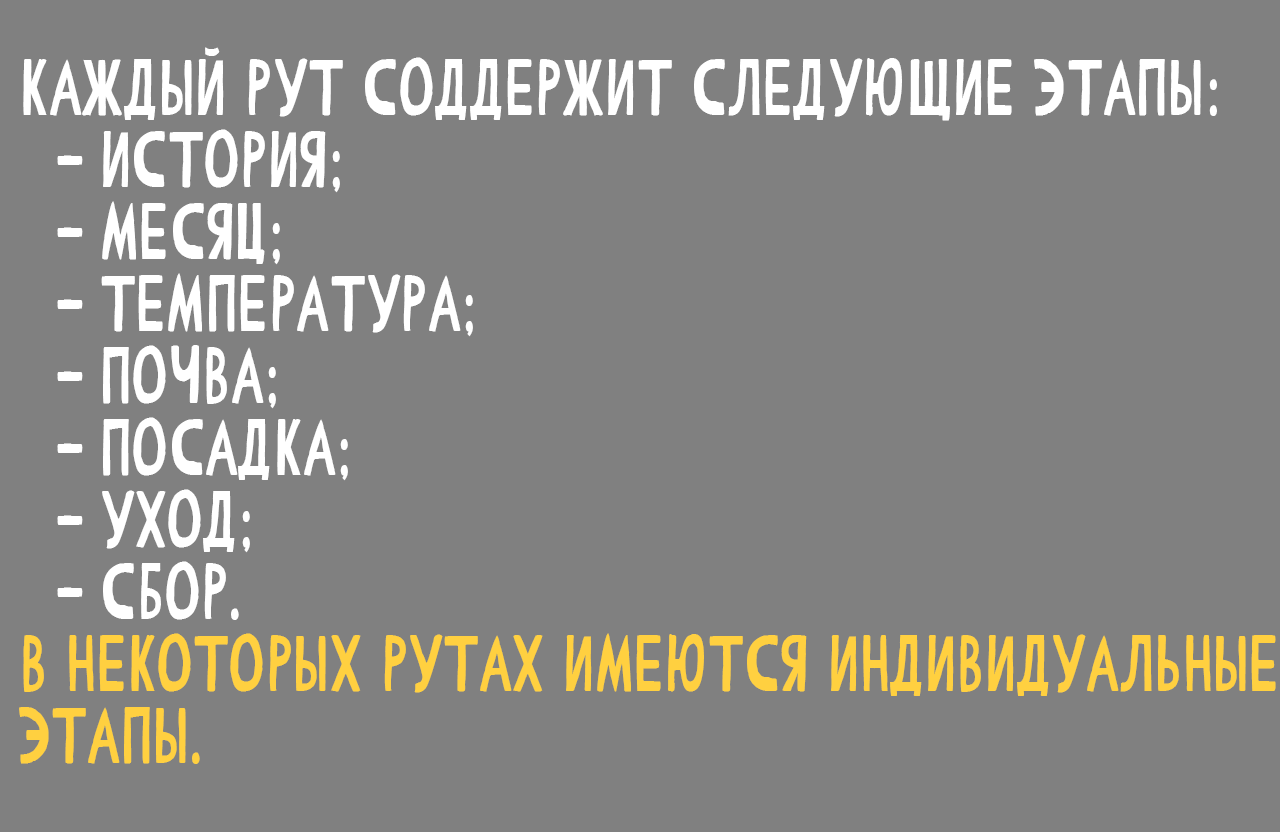 КАЖДЫЙ РУТ СОДДЕРЖИТ СЛЕДУЮЩИЕ ЭТАПЫ:
- ИСТОРИЯ;
- МЕСЯЦ;
- ТЕМПЕРАТУРА;
- ПОЧВА;
- ПОСАДКА;
- УХОД;
- СБОР.
В НЕКОТОРЫХ РУТАХ ИМЕЮТСЯ ИНДИВИДУАЛЬНЫЕ
ЭТАПЫ.